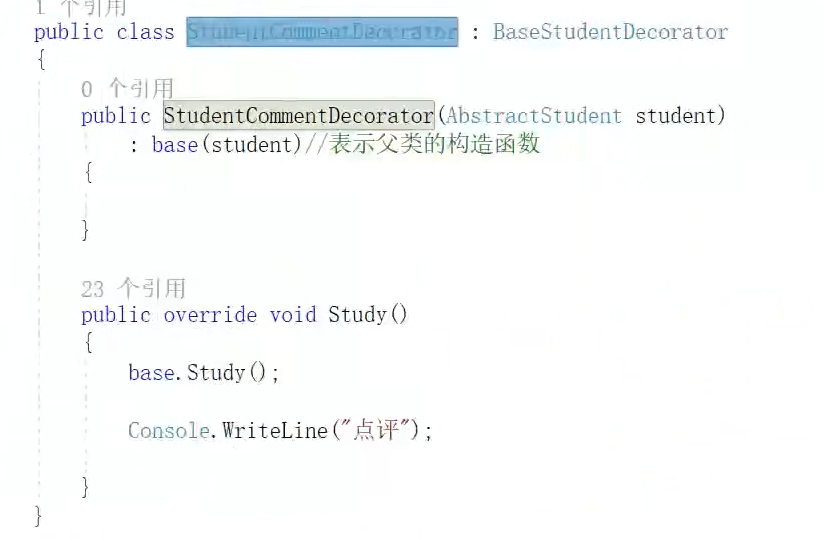 1 个引用
public class StudentCommentDecorator : BaseStudentDecorator
{
0 个引用
public StudentCommentDecorator(AbstractStudent student)
: base(student)//表示父类的构造函数
{
}
23 个引用
public override void Study()
{
base.Study();
Console.WriteLine("点评");
}
}